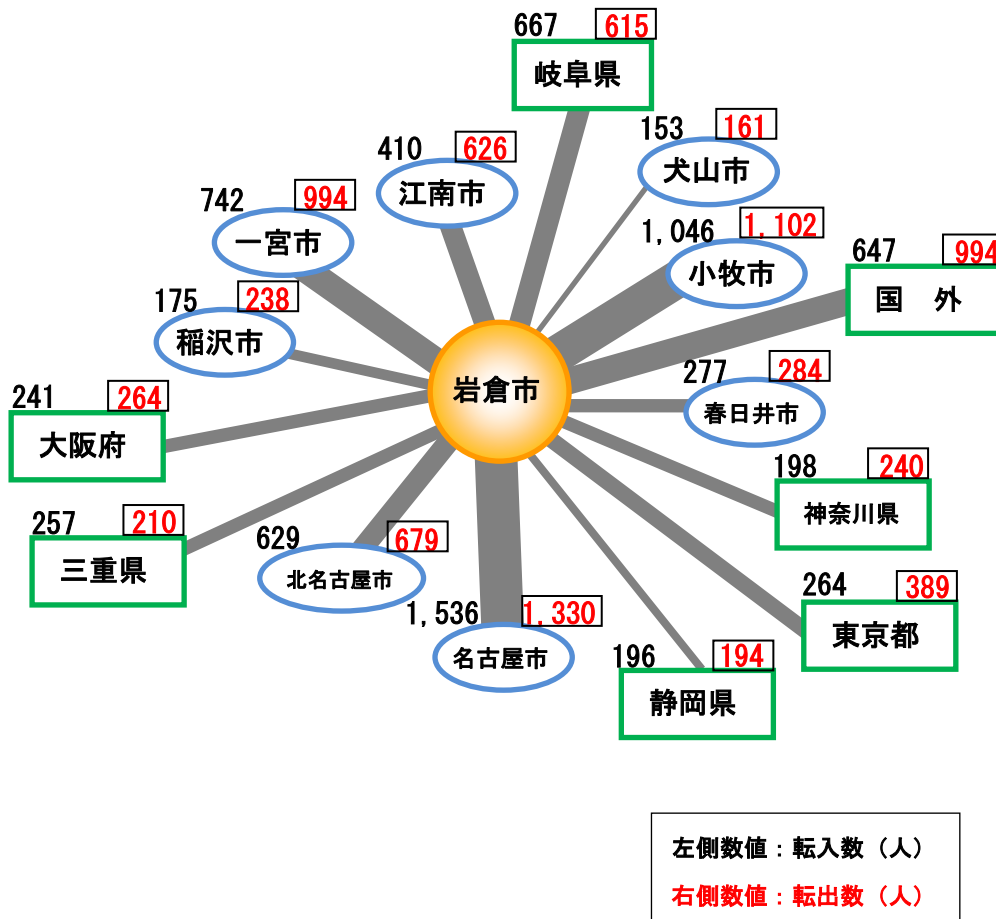 667 615
岐阜県
153 161
犬山市
410 626
江南市
742 994
一宮市
1,046 1,102
小牧市
647 994
国　外
175 238
稲沢市
岩倉市
277 284
春日井市
241 264
大阪府
198 240
神奈川県
257 210
三重県
629 679
北名古屋市
264 389
東京都
1,536 1,330
名古屋市
196 194
静岡県
左側数値：転入数（人）
右側数値：転出数（人）